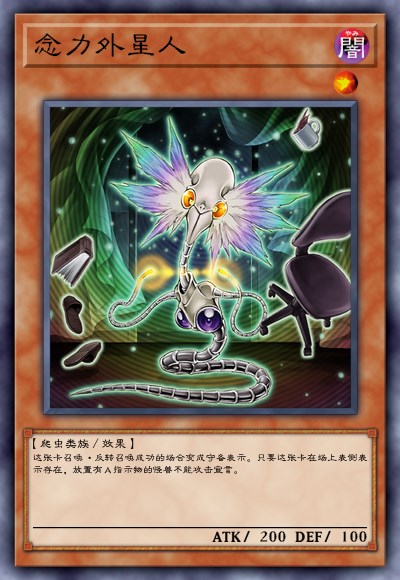 念力外星人
やみ
闇
【爬虫类族／效果】
这张卡召唤·反转召唤成功的场合变成守备表示。只要这张卡在场上表侧表
示存在，放置有A指示物的怪兽不能攻击宣言。
ATK/ 200 DEF/ 100